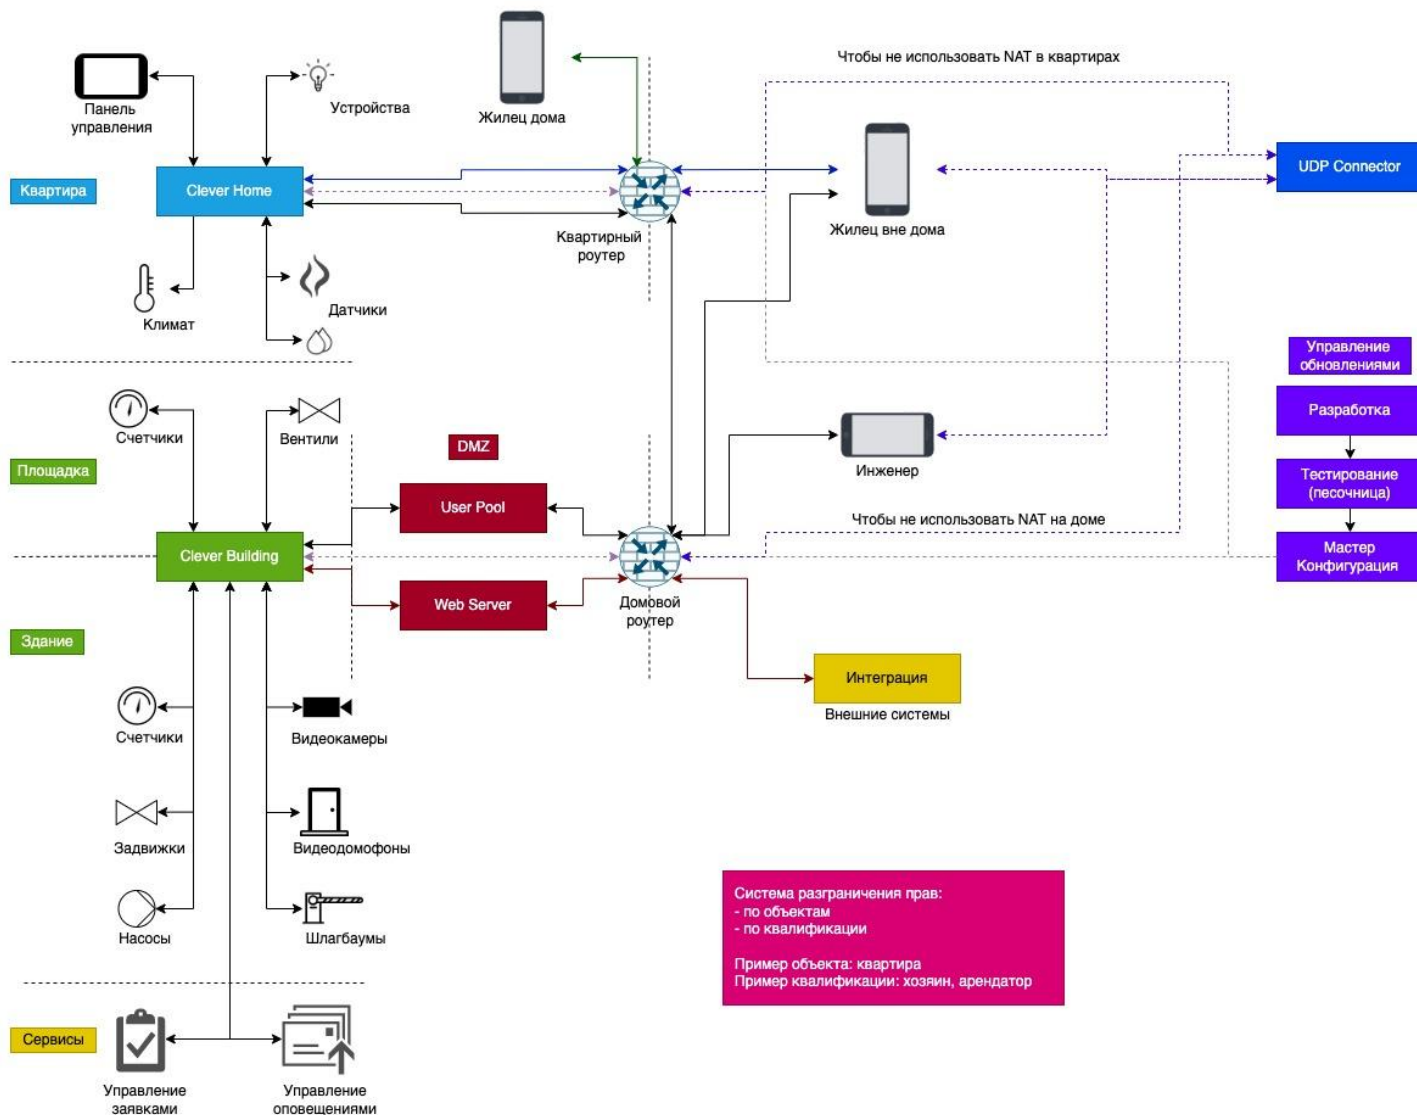 Чтобы не использовать NAT в квартирах
Панель
управления
Устройства
Жилец дома
UDP Connector
Квартира
Clever Home
Жилец вне дома
Квартирный
роутер
Климат
Датчики
Управление
обновлениями
Счетчики
Вентили
Разработка
DMZ
Площадка
Инженер
Тестирование
(песочница)
User Pool
Чтобы не использовать NAT на доме
Clever Building
Мастер
Конфигурация
Web Server
Домовой
роутер
Здание
Интеграция
Внешние системы
Счетчики
Видеокамеры
Задвижки
Видеодомофоны
Насосы
Шлагбаумы
Система разграничения прав:
- по объектам
- по квалификации
Пример объекта: квартира
Пример квалификации: хозяин, арендатор
Сервисы
Управление
заявками
Управление
оповещениями